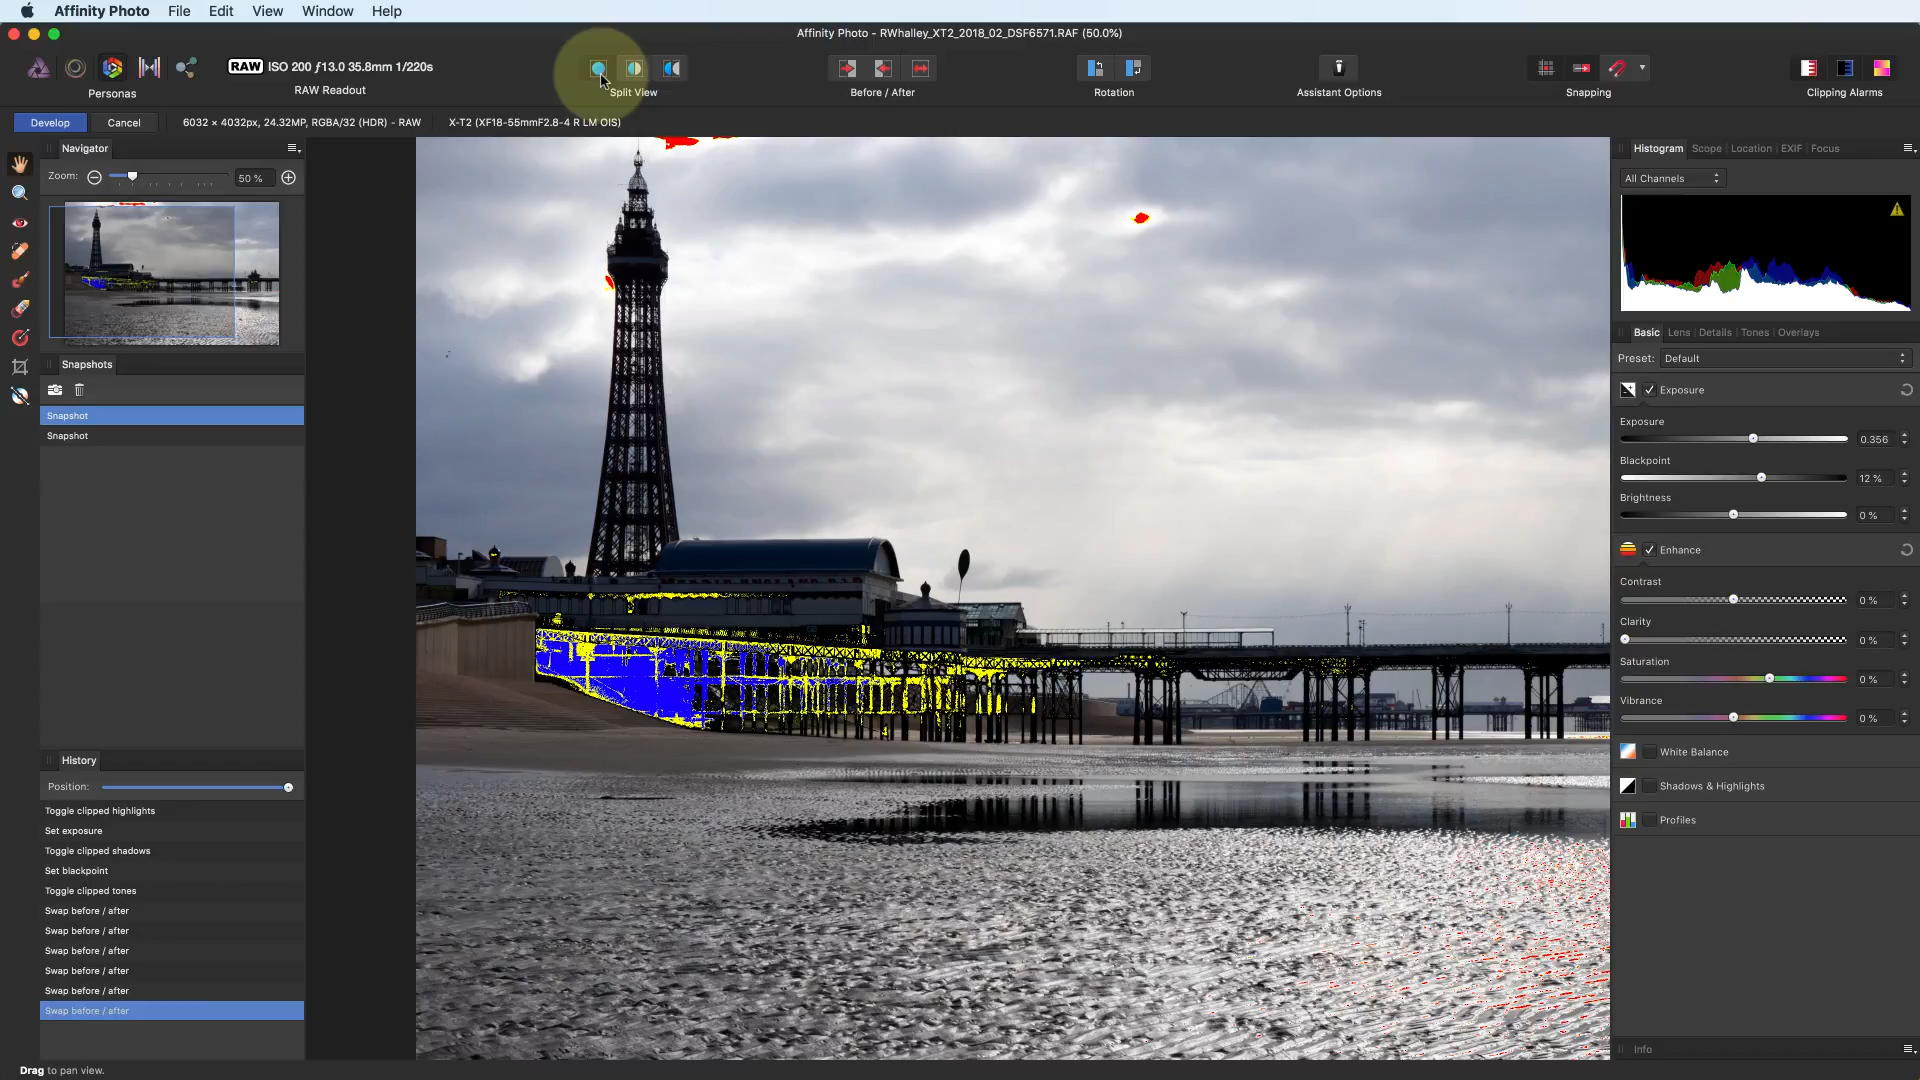 Affinity Photo File Edit View Window Help
Affinity Photo - RWhalley_XT2_2018_02_DSF6571.RAF (50.0%)
RAW ISO 200 ƒ13.0 35.8mm 1/220s
Personas RAW Readout Split View Before / After Rotation Assistant Options Snapping Clipping Alarms
Develop Cancel 6032 × 4032px, 24.32MP, RGBA/32 (HDR) - RAW X-T2 (XF18-55mmF2.8-4 R LM OIS)
Navigator
Zoom: 50 %
Snapshots
Snapshot
Snapshot
History
Position:
Toggle clipped highlights
Set exposure
Toggle clipped shadows
Set blackpoint
Toggle clipped tones
Swap before / after
Swap before / after
Swap before / after
Swap before / after
Swap before / after
Swap before / after
Drag to pan view.
Histogram Scope Location EXIF Focus
All Channels
Basic Lens Details Tones Overlays
Preset: Default
Exposure
Exposure
0.356
Blackpoint
12 %
Brightness
0 %
Enhance
Contrast
0 %
Clarity
0 %
Saturation
0 %
Vibrance
0 %
White Balance
Shadows & Highlights
Profiles
Info